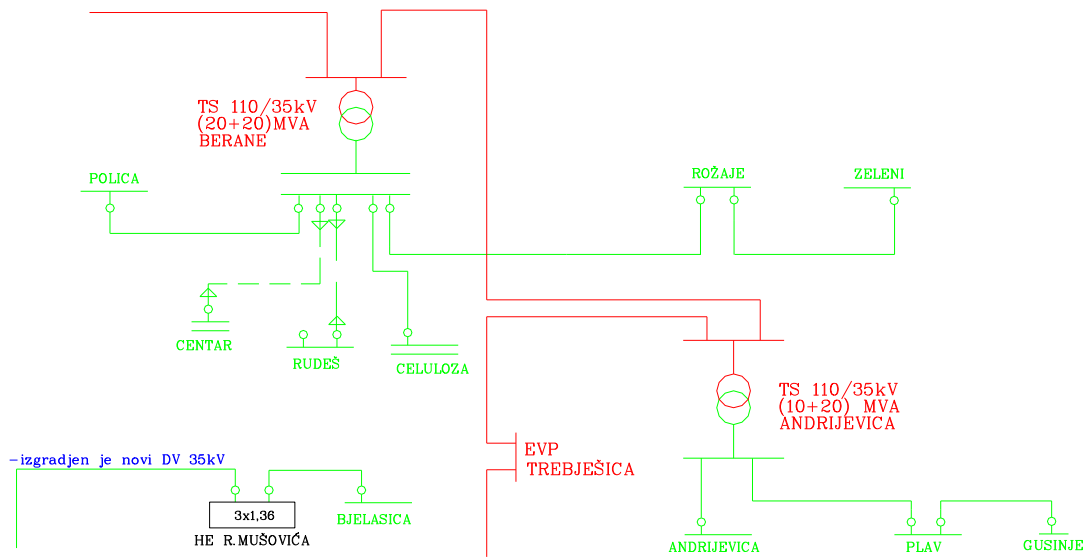 TS 110/35kV
(20+20)MVA
BERANE
POLICA
ROŽAJE
ZELENI
CENTAR
RUDEŠ
CELULOZA
TS 110/35kV
(10+20) MVA
ANDRIJEVICA
EVP
TREBJEŠICA
-izgradjen je novi DV 35kV
3x1,36
HE R.MUŠOVIĆA
BJELASICA
ANDRIJEVICA
PLAV
GUSINJE